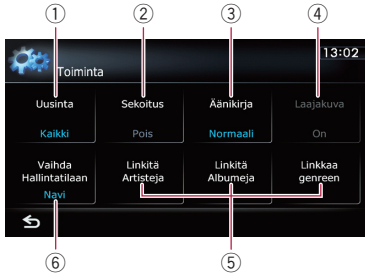 ① ② ③ ④
13:02
Toiminta
Uusinta Sekoitus Äänikirja Laajakuva
Kaikki Pois Normaali On
Vaihda Linkitä Linkitä Linkkaa
Hallintatilaan Artisteja Albumeja genreen
Navi
⑥ ⑤